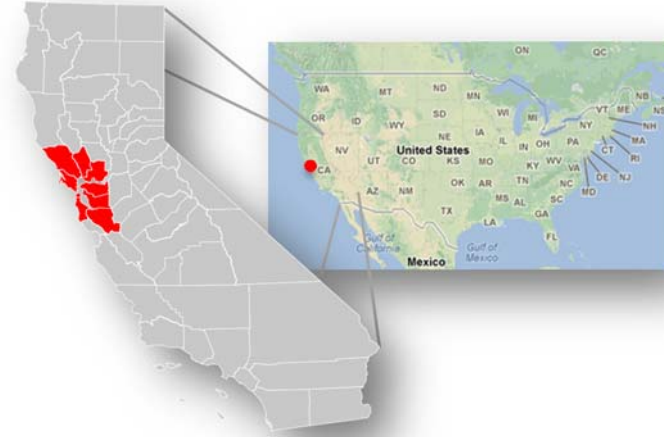 ON
QC
WA
MT
ND
MN
NB
NS
OR
ID
SD
WI
MI
VT
ME
NH
WY
NE
IA
NY
MA
NV
United States
IL
IN
OH
PA
CT
RI
UT
CO
KS
MO
KY
WV
VA
DE
NJ
MD
CA
AZ
NM
OK
AR
TN
NC
SC
MS
AL
GA
TX
LA
FL
Gulf of
California
Gulf of
Mexico
Mexico